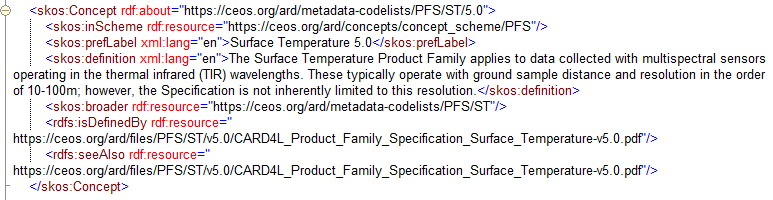 <skos:Concept rdf:about="https://ceos.org/ard/metadata-codelists/PFS/ST/5.0">
<skos:inScheme rdf:resource="https://ceos.org/ard/concepts/concept_scheme/PFS"/>
<skos:prefLabel xml:lang="en">Surface Temperature 5.0</skos:prefLabel>
<skos:definition xml:lang="en">The Surface Temperature Product Family applies to data collected with multispectral sensors
operating in the thermal infrared (TIR) wavelengths. These typically operate with ground sample distance and resolution in the order
of 10-100m; however, the Specification is not inherently limited to this resolution.</skos:definition>
<skos:broader rdf:resource="https://ceos.org/ard/metadata-codelists/PFS/ST"/>
<rdfs:isDefinedBy rdf:resource="
https://ceos.org/ard/files/PFS/ST/v5.0/CARD4L_Product_Family_Specification_Surface_Temperature-v5.0.pdf"/>
<rdfs:seeAlso rdf:resource="
https://ceos.org/ard/files/PFS/ST/v5.0/CARD4L_Product_Family_Specification_Surface_Temperature-v5.0.pdf"/>
</skos:Concept>